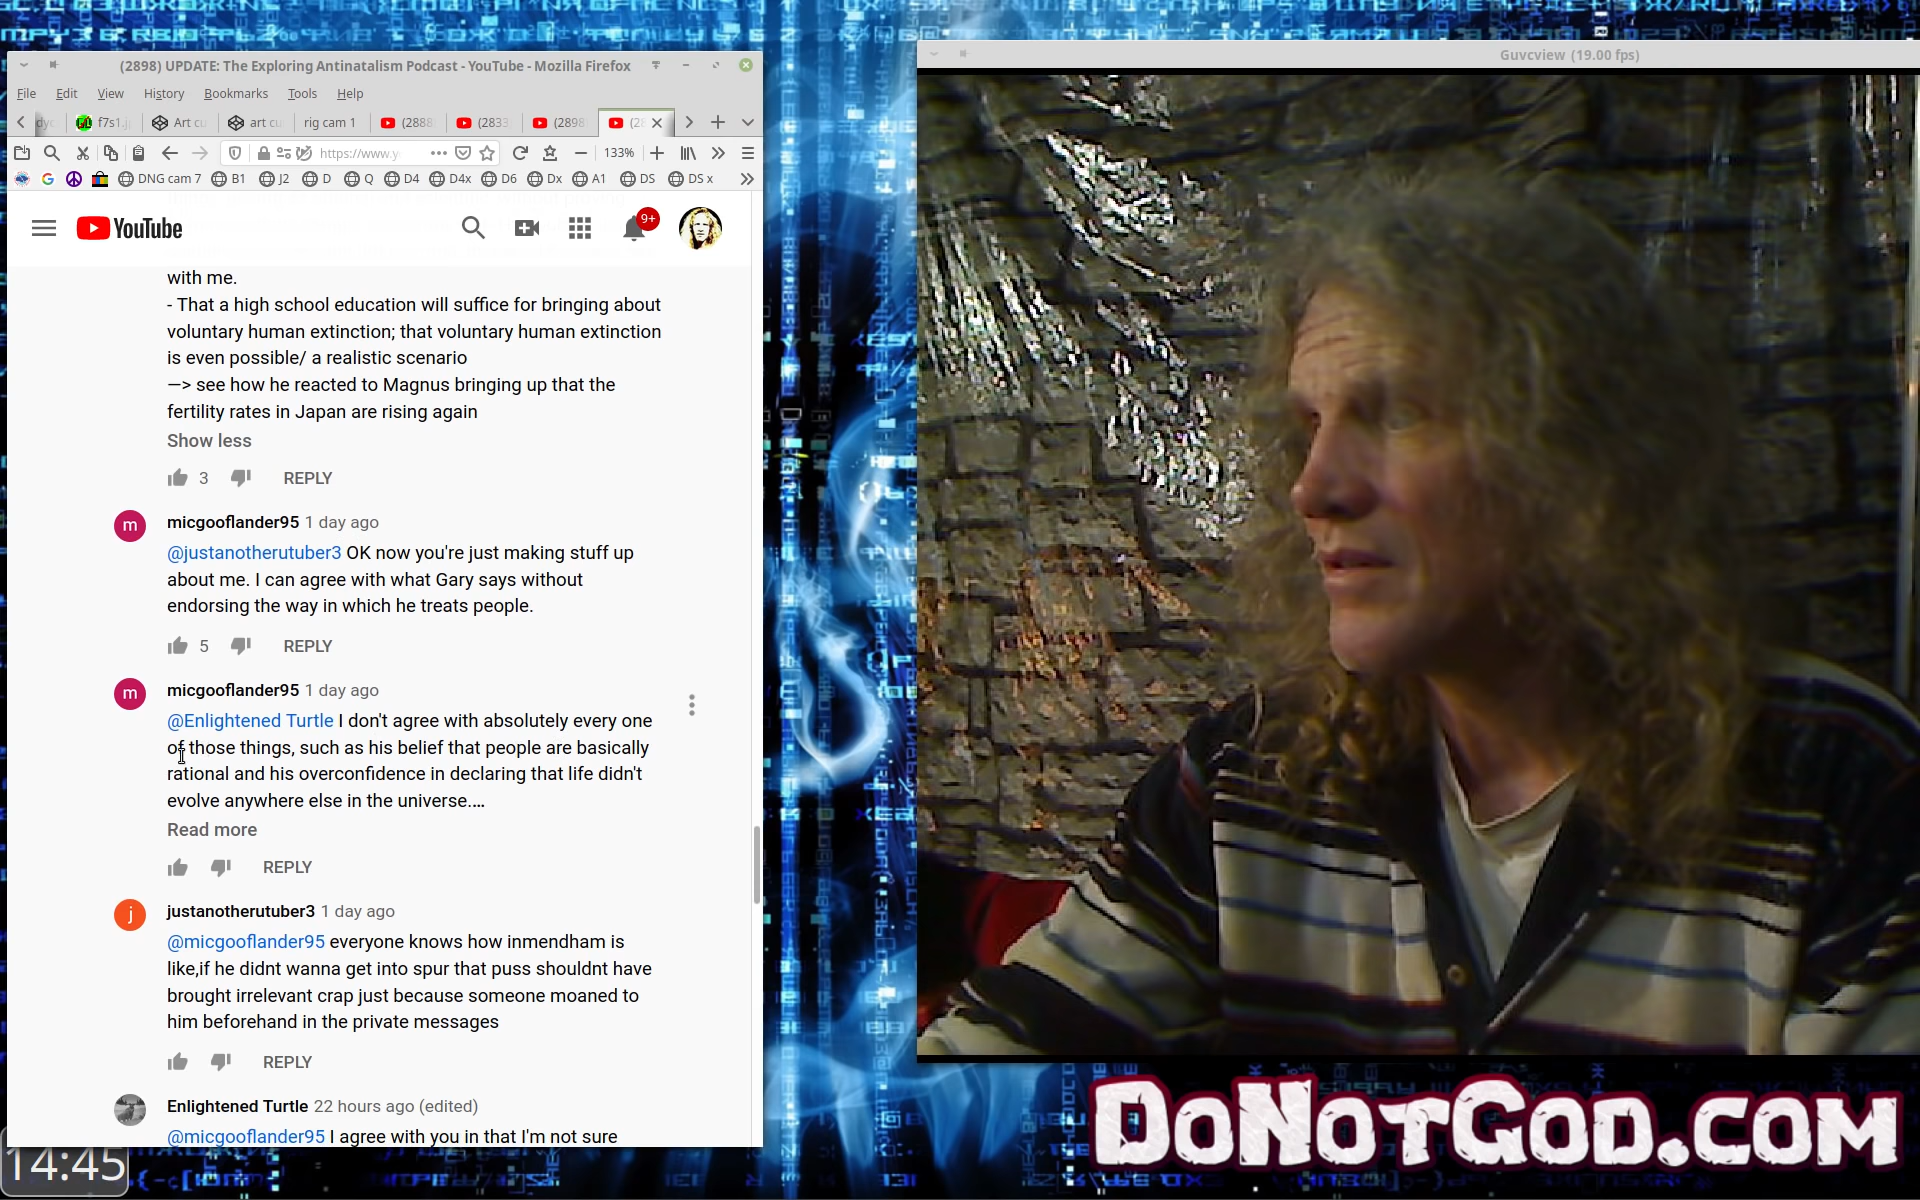 (2898) UPDATE: The Exploring Antinatalism Podcast - YouTube - Mozilla Firefox
File Edit View History Bookmarks Tools Help
f7s1.j Art cu art cu rig cam 1 (2888 (2833 (2898 (28
https://www.y ••• 133%
G DNG cam 7 B1 J2 D Q D4 D4x D6 Dx A1 DS DS x
YouTube 9+
with me.
- That a high school education will suffice for bringing about
voluntary human extinction; that voluntary human extinction
is even possible/ a realistic scenario
—> see how he reacted to Magnus bringing up that the
fertility rates in Japan are rising again
Show less
3 REPLY
m micgooflander95 1 day ago
@justanotherutuber3 OK now you're just making stuff up
about me. I can agree with what Gary says without
endorsing the way in which he treats people.
5 REPLY
m micgooflander95 1 day ago
@Enlightened Turtle I don't agree with absolutely every one
of those things, such as his belief that people are basically
rational and his overconfidence in declaring that life didn't
evolve anywhere else in the universe.…
Read more
REPLY
j justanotherutuber3 1 day ago
@micgooflander95 everyone knows how inmendham is
like,if he didnt wanna get into spur that puss shouldnt have
brought irrelevant crap just because someone moaned to
him beforehand in the private messages
REPLY
Enlightened Turtle 22 hours ago (edited)
@micgooflander95 I agree with you in that I'm not sure
14:45
Guvcview (19.00 fps)
DoNotGod.com